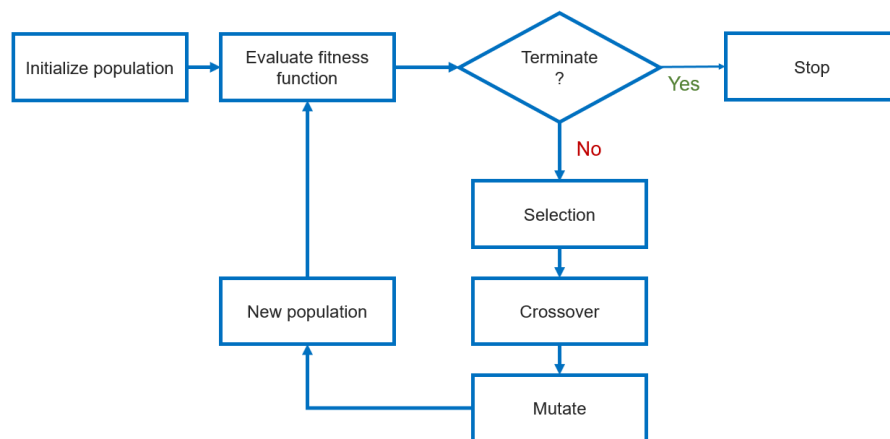 Initialize population
Evaluate fitness
function
Terminate
?
Yes
Stop
No
Selection
New population
Crossover
Mutate